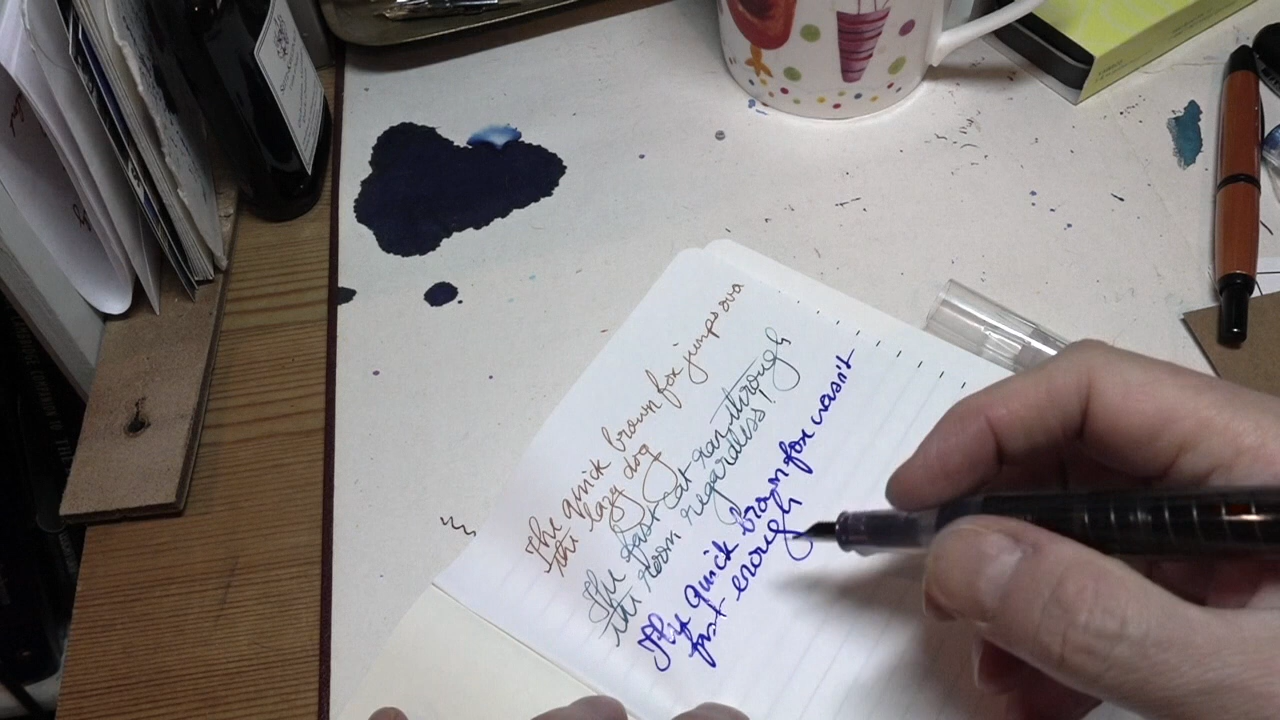 The quick brown fox jumps ova
the lazy dog
The fast cat ran through
the room regardless!
The quick brown fox wasn't
fast enough